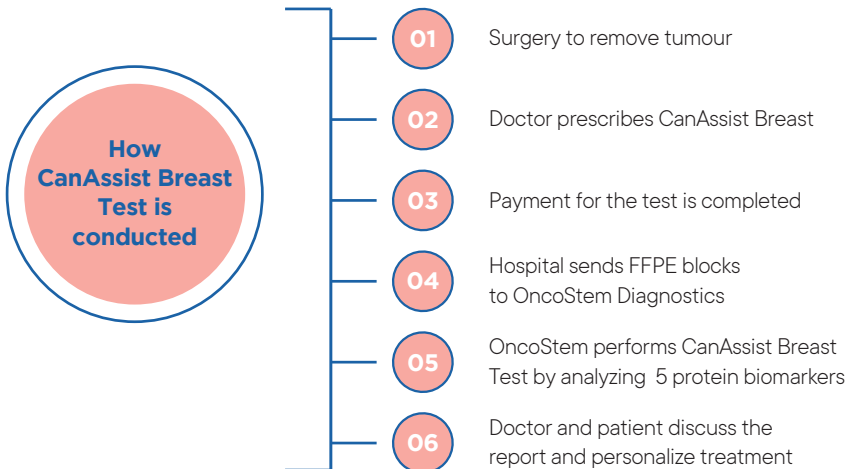 How
CanAssist Breast
Test is
conducted
01
Surgery to remove tumour
02
Doctor prescribes CanAssist Breast
03
Payment for the test is completed
04
Hospital sends FFPE blocks
to OncoStem Diagnostics
05
OncoStem performs CanAssist Breast
Test by analyzing 5 protein biomarkers
06
Doctor and patient discuss the
report and personalize treatment